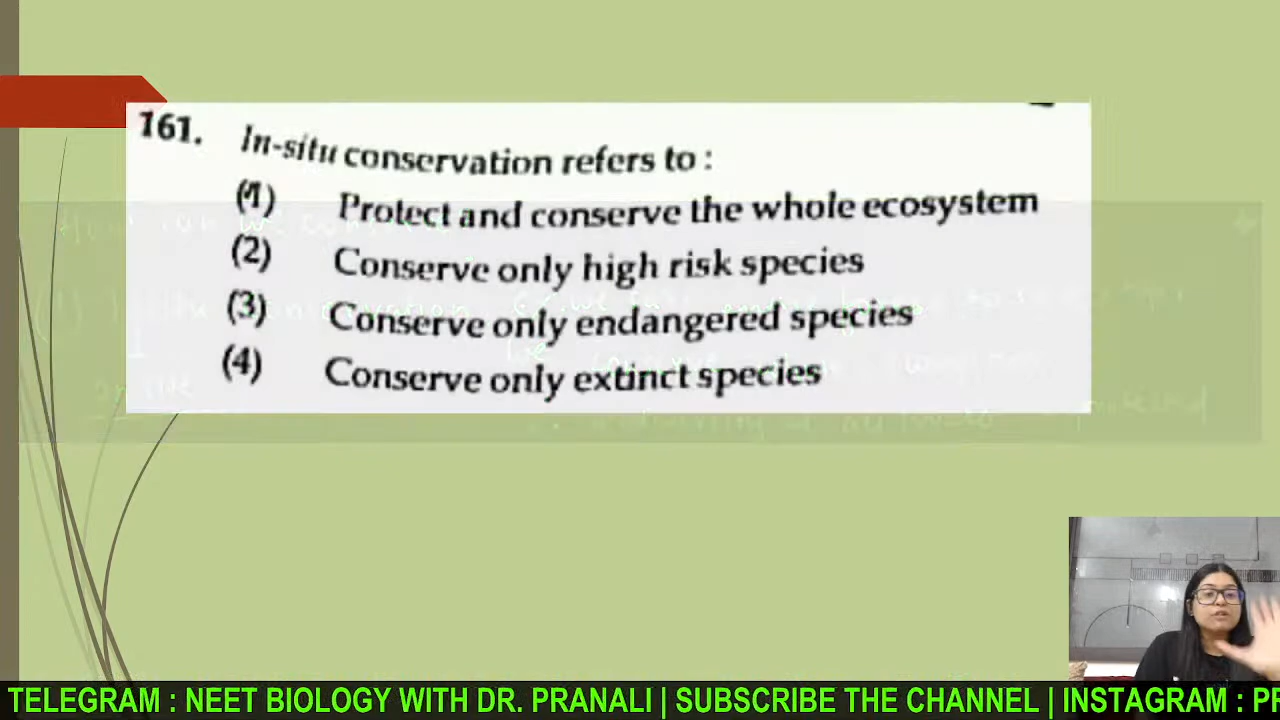 161. In-situ conservation refers to :
(1) Protect and conserve the whole ecosystem
(2) Conserve only high risk species
(3) Conserve only endangered species
(4) Conserve only extinct species
TELEGRAM : NEET BIOLOGY WITH DR. PRANALI | SUBSCRIBE THE CHANNEL | INSTAGRAM :